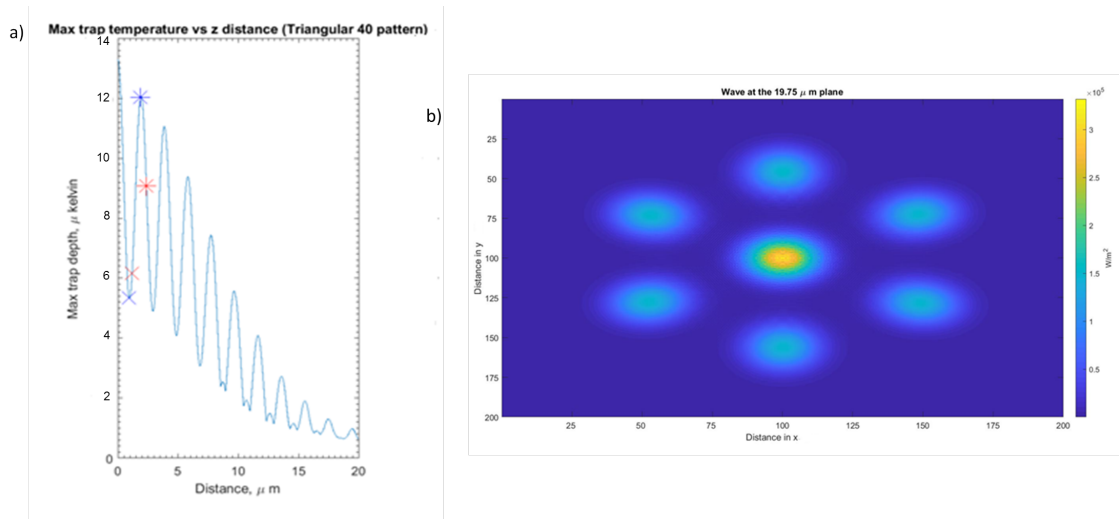 a)
Max trap temperature vs z distance (Triangular 40 pattern)
14
12
10
8
6
4
2
0
Max trap depth, μ kelvin
0 5 10 15 20
Distance, μ m
b)
Wave at the 19.75 μ m plane
25
50
75
100
125
150
175
200
Distance in y
25 50 75 100 125 150 175 200
Distance in x
×10⁵
3
2.5
2
1.5
1
0.5
0
W/m²